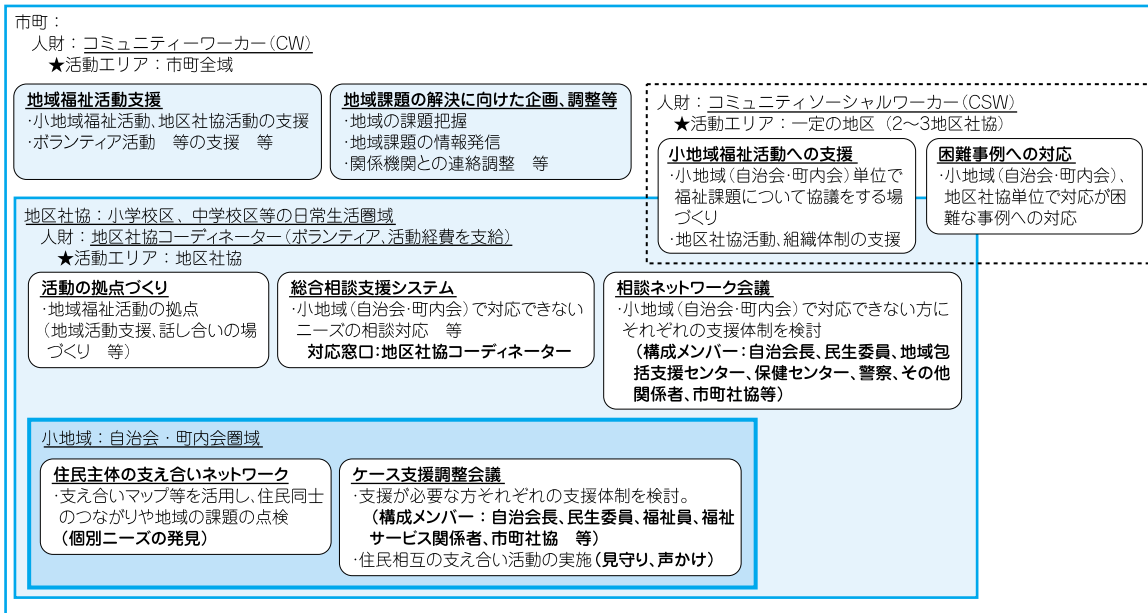 市町：
人財：コミュニティーワーカー（CW）
★活動エリア：市町全域
地域福祉活動支援
・小地域福祉活動、地区社協活動の支援
・ボランティア活動　等の支援　等
地域課題の解決に向けた企画、調整等
・地域の課題把握
・地域課題の情報発信
・関係機関との連絡調整　等
人財：コミュニティソーシャルワーカー（CSW）
★活動エリア：一定の地区（2〜3地区社協）
小地域福祉活動への支援
・小地域（自治会・町内会）単位で
福祉課題について協議をする場
づくり
・地区社協活動、組織体制の支援
困難事例への対応
・小地域（自治会・町内会）、
地区社協単位で対応が困
難な事例への対応
地区社協：小学校区、中学校区等の日常生活圏域
人財：地区社協コーディネーター（ボランティア、活動経費を支給）
★活動エリア：地区社協
活動の拠点づくり
・地域福祉活動の拠点
（地域活動支援、話し合いの場
づくり　等）
総合相談支援システム
・小地域（自治会・町内会）で対応できない
ニーズの相談対応　等
対応窓口：地区社協コーディネーター
相談ネットワーク会議
・小地域（自治会・町内会）で対応できない方に
それぞれの支援体制を検討
（構成メンバー：自治会長、民生委員、地域包
括支援センター、保健センター、警察、その他
関係者、市町社協等）
小地域：自治会・町内会圏域
住民主体の支え合いネットワーク
・支え合いマップ等を活用し、住民同士
のつながりや地域の課題の点検
（個別ニーズの発見）
ケース支援調整会議
・支援が必要な方それぞれの支援体制を検討。
（構成メンバー：自治会長、民生委員、福祉員、福祉
サービス関係者、市町社協　等）
・住民相互の支え合い活動の実施（見守り、声かけ）